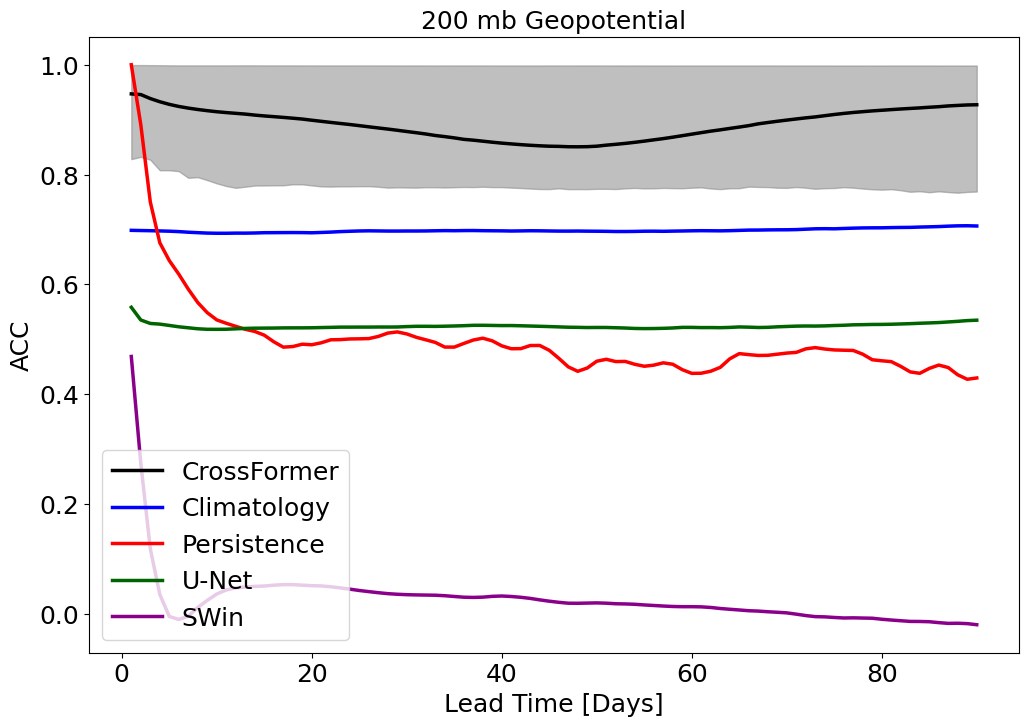 200 mb Geopotential
ACC
1.0
0.8
0.6
0.4
0.2
0.0
CrossFormer
Climatology
Persistence
U-Net
SWin
0 20 40 60 80
Lead Time [Days]